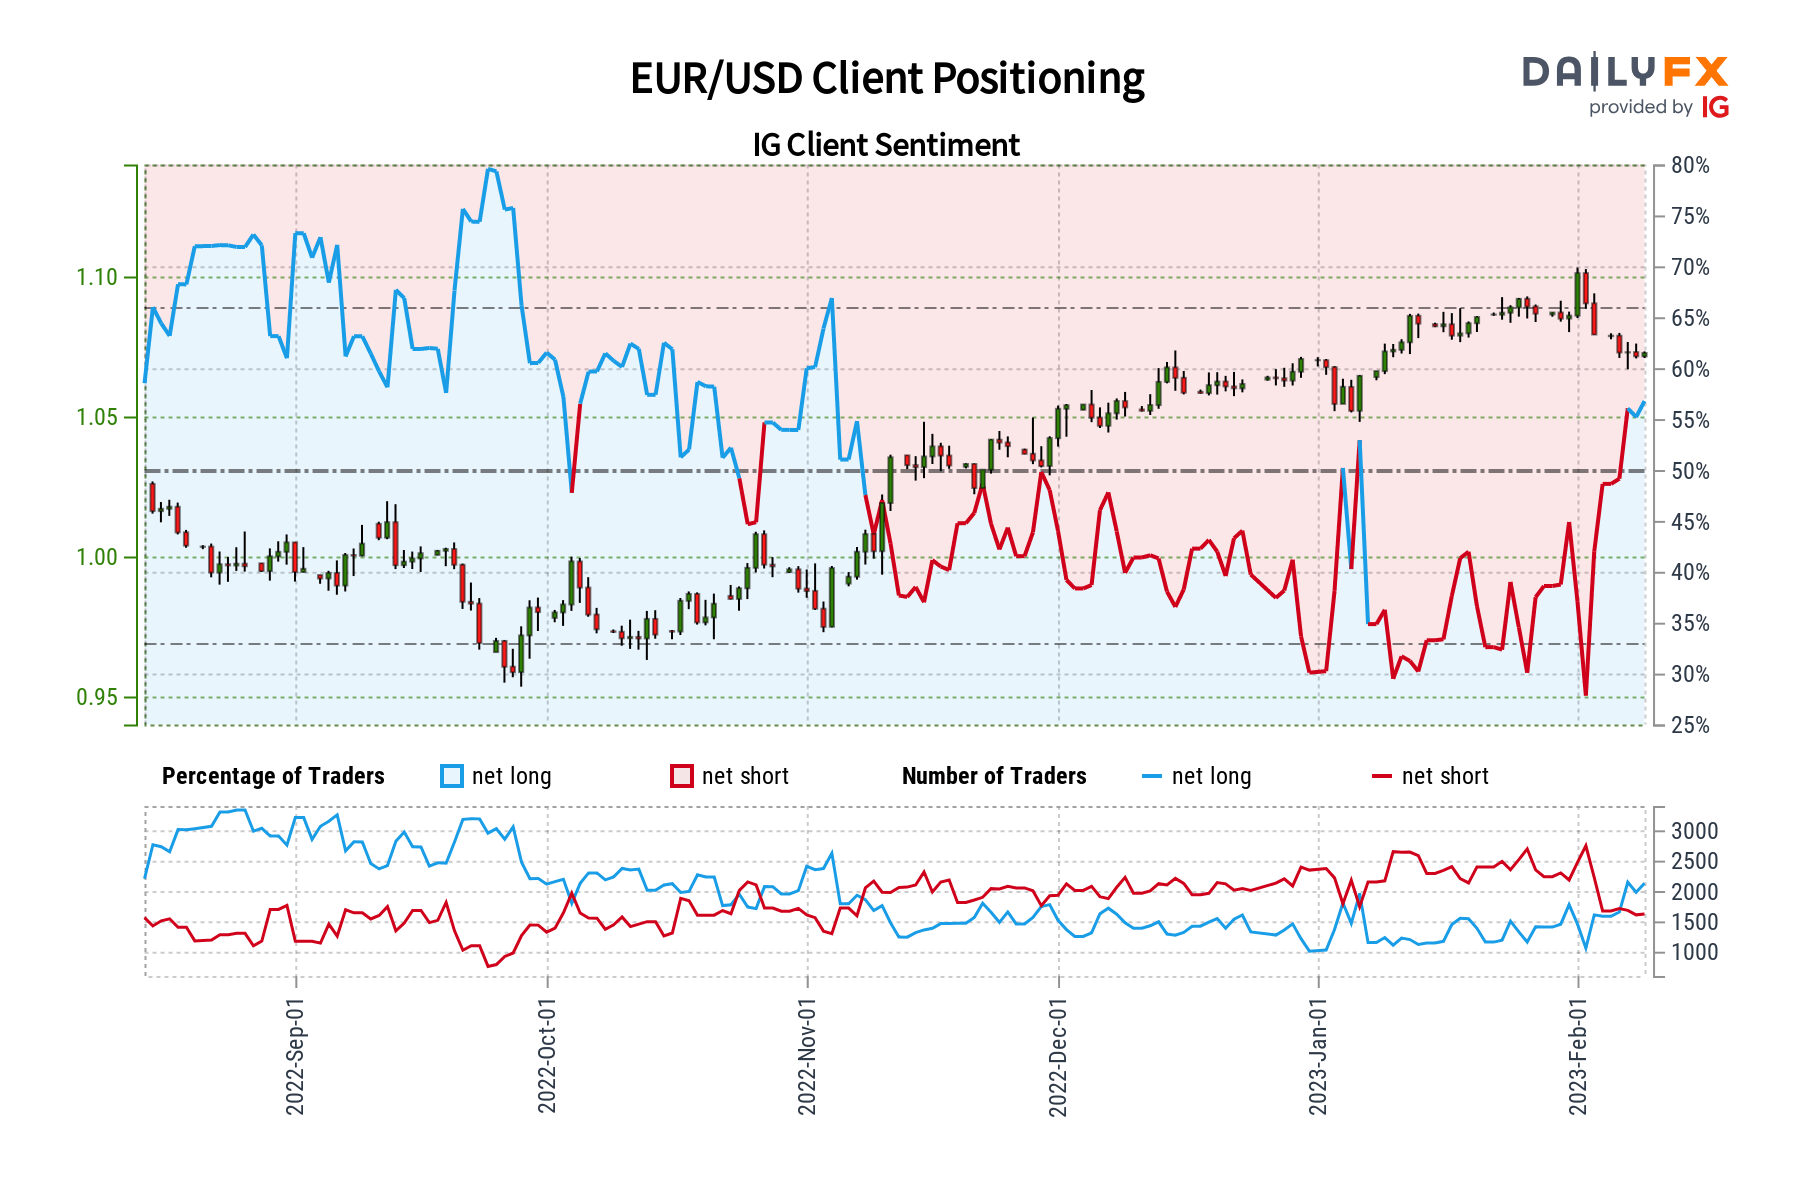 EUR/USD Client Positioning
DAILYFX
provided by IG
IG Client Sentiment
80%
75%
70%
65%
60%
55%
50%
45%
40%
35%
30%
25%
1.10
1.05
1.00
0.95
Percentage of Traders net long net short Number of Traders net long net short
3000
2500
2000
1500
1000
2022-Sep-01
2022-Oct-01
2022-Nov-01
2022-Dec-01
2023-Jan-01
2023-Feb-01